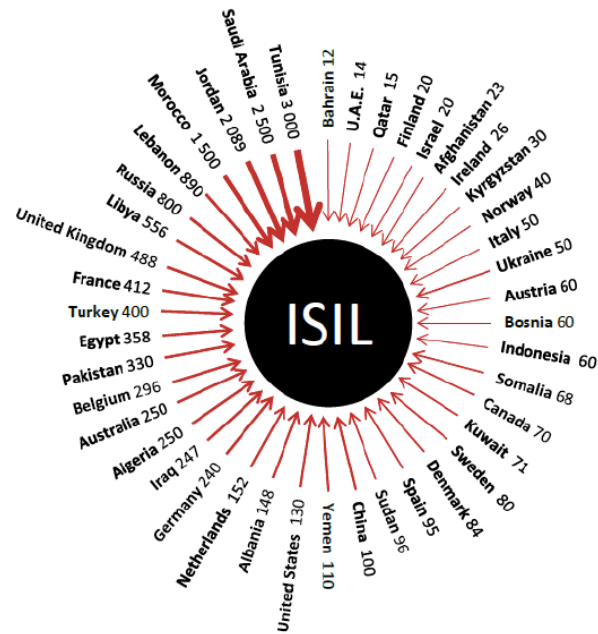 Bahrain 12
U.A.E. 14
Qatar 15
Finland 20
Israel 20
Afghanistan 23
Ireland 26
Kyrgyzstan 30
Norway 40
Italy 50
Ukraine 50
Austria 60
Bosnia 60
Indonesia 60
Somalia 68
Canada 70
Kuwait 71
Sweden 80
Denmark 84
Spain 95
Sudan 96
China 100
Yemen 110
United States 130
Albania 148
Netherlands 152
Germany 240
Iraq 247
Algeria 250
Australia 250
Belgium 296
Pakistan 330
Egypt 358
Turkey 400
France 412
United Kingdom 488
Libya 556
Russia 800
Lebanon 890
Morocco 1 500
Jordan 2 089
Saudi Arabia 2 500
Tunisia 3 000
ISIL